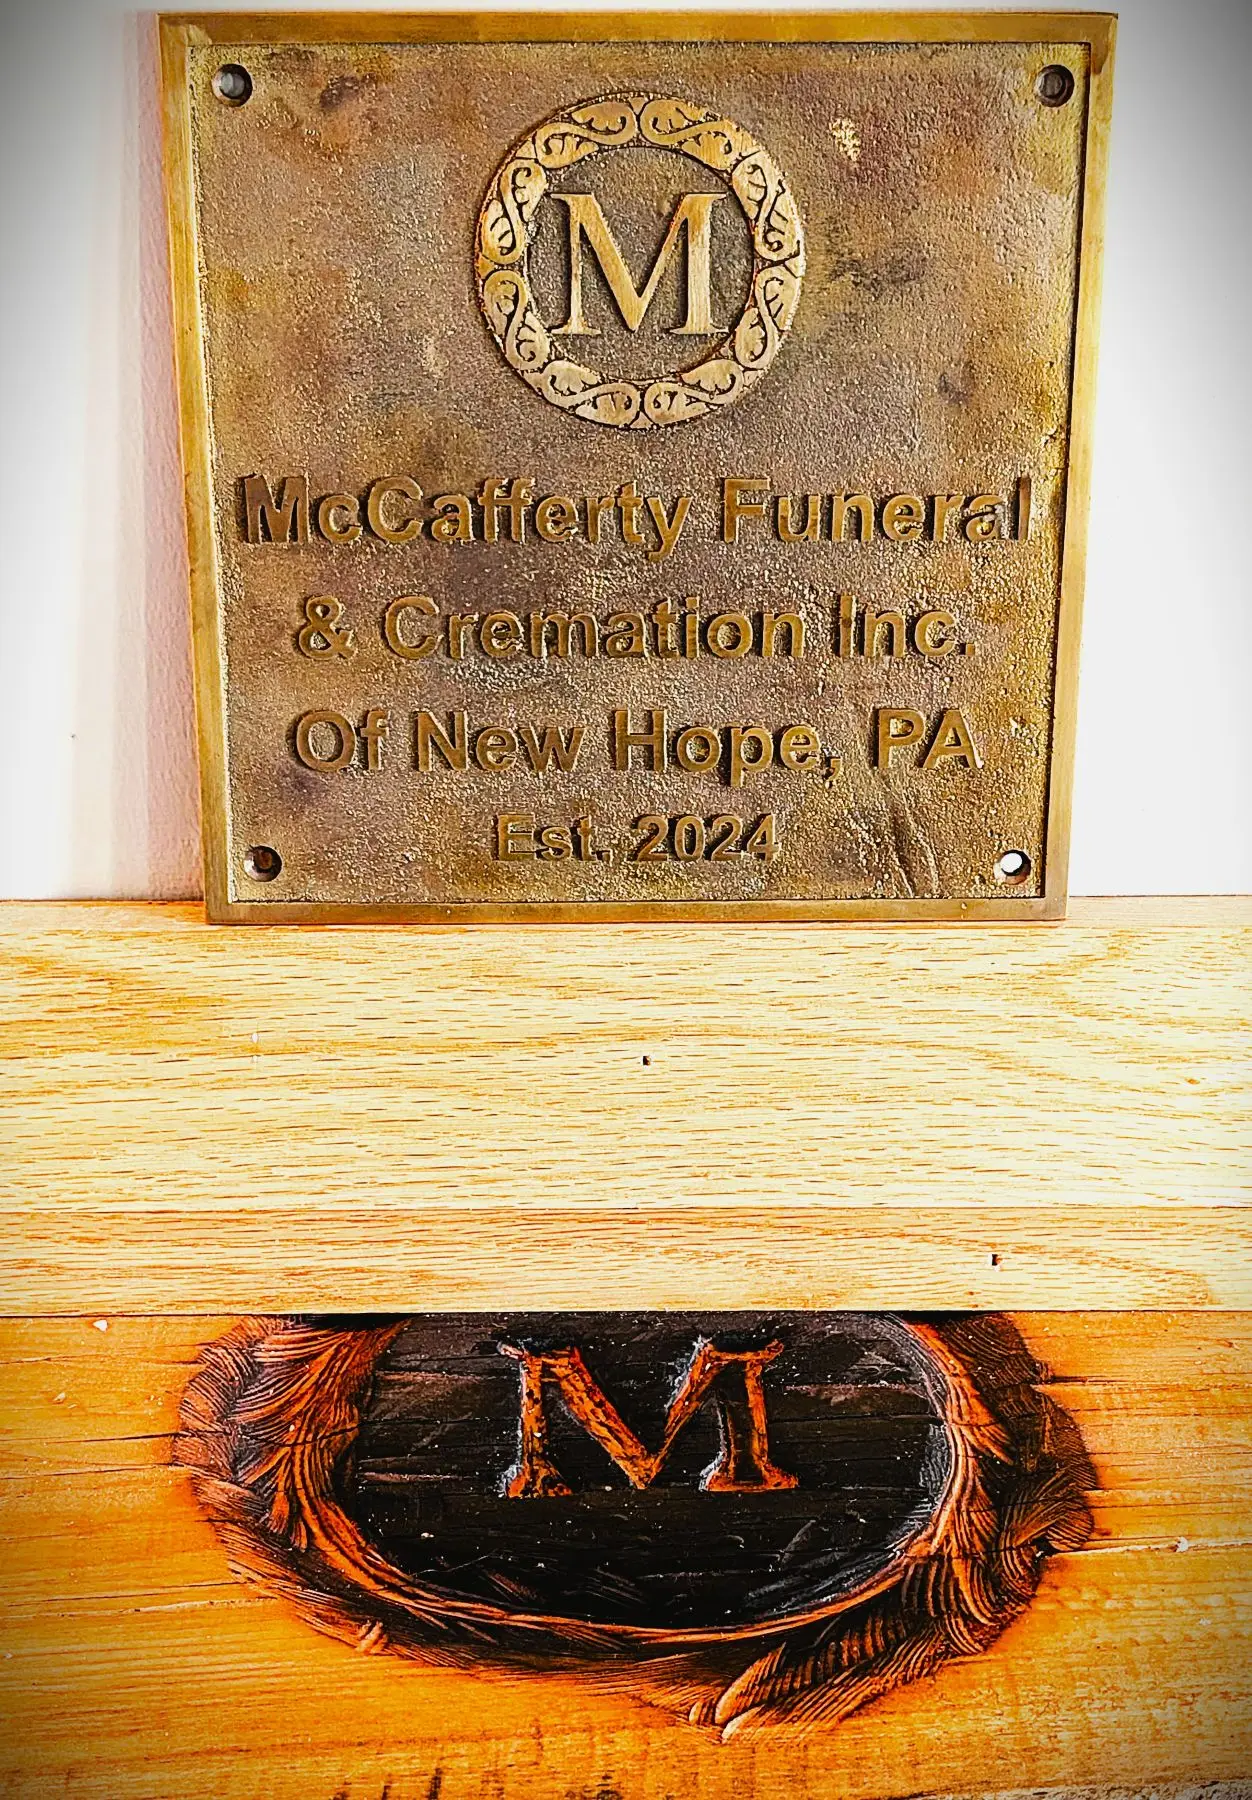 M
McCafferty Funeral
& Cremation Inc.
Of New Hope, PA
Est. 2024
M